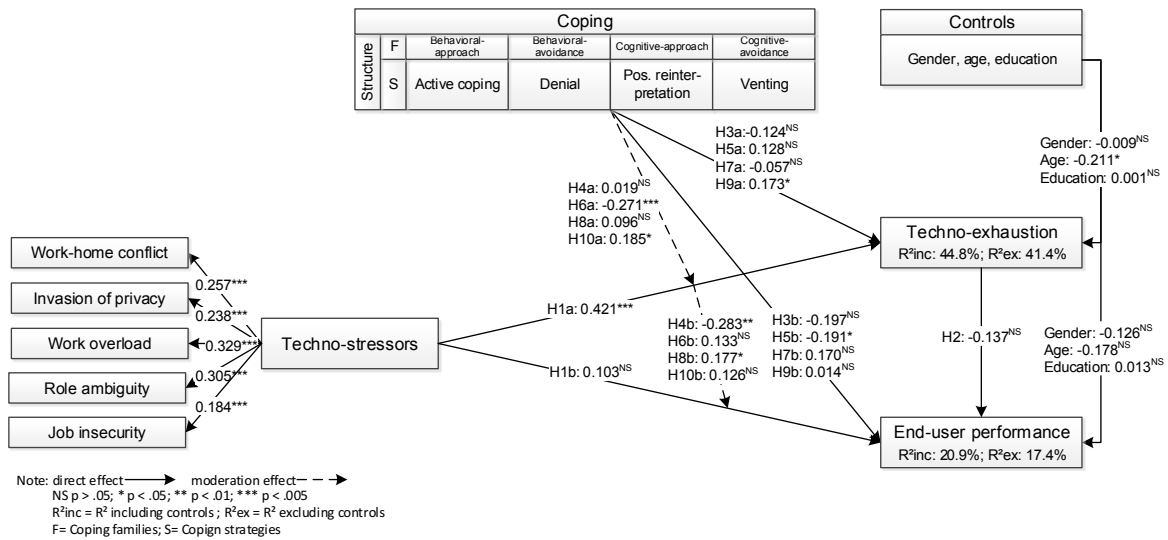 Coping
Structure
F
Behavioral-
approach
Behavioral-
avoidance
Cognitive-approach
Cognitive-
avoidance
S
Active coping
Denial
Pos. reinter-
pretation
Venting
Controls
Gender, age, education
H3a:-0.124NS
H5a: 0.128NS
H7a: -0.057NS
H9a: 0.173*
Gender: -0.009NS
Age: -0.211*
Education: 0.001NS
H4a: 0.019NS
H6a: -0.271***
H8a: 0.096NS
H10a: 0.185*
Techno-exhaustion
R²inc: 44.8%; R²ex: 41.4%
Work-home conflict
Invasion of privacy
Work overload
Role ambiguity
Job insecurity
0.257***
0.238***
0.329***
0.305***
0.184***
Techno-stressors
H1a: 0.421***
H1b: 0.103NS
H4b: -0.283**
H6b: 0.133NS
H8b: 0.177*
H10b: 0.126NS
H3b: -0.197NS
H5b: -0.191*
H7b: 0.170NS
H9b: 0.014NS
H2: -0.137NS
Gender: -0.126NS
Age: -0.178NS
Education: 0.013NS
End-user performance
R²inc: 20.9%; R²ex: 17.4%
Note: direct effect moderation effect
NS p > .05; * p < .05; ** p < .01; *** p < .005
R²inc = R² including controls ; R²ex = R² excluding controls
F= Coping families; S= Copign strategies